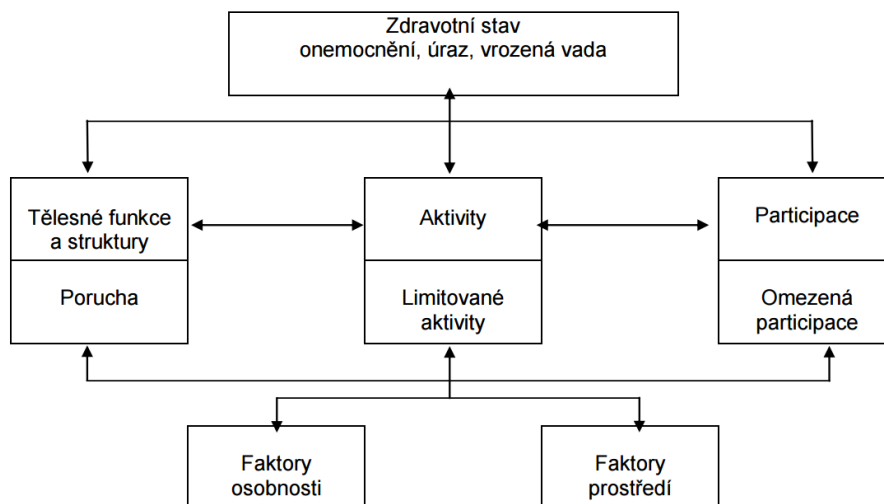 Zdravotní stav
onemocnění, úraz, vrozená vada
Tělesné funkce
a struktury
Aktivity
Participace
Porucha
Limitované
aktivity
Omezená
participace
Faktory
osobnosti
Faktory
prostředí